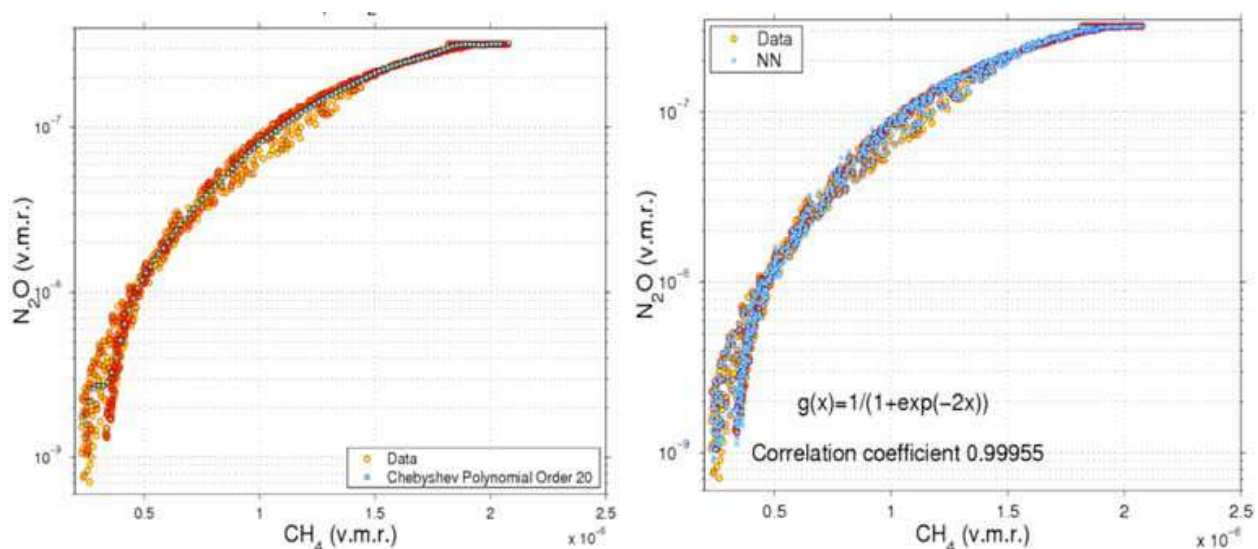 10^-7
10^-8
10^-9
N2O (v.m.r.)
0.5
1
1.5
2
2.5
CH4 (v.m.r.)
x 10^-6
Data
Chebyshev Polynomial Order 20
Data
NN
10^-7
10^-8
10^-9
N2O (v.m.r.)
g(x)=1/(1+exp(−2x))
Correlation coefficient 0.99955
0.5
1
1.5
2
2.5
CH4 (v.m.r.)
x 10^-6